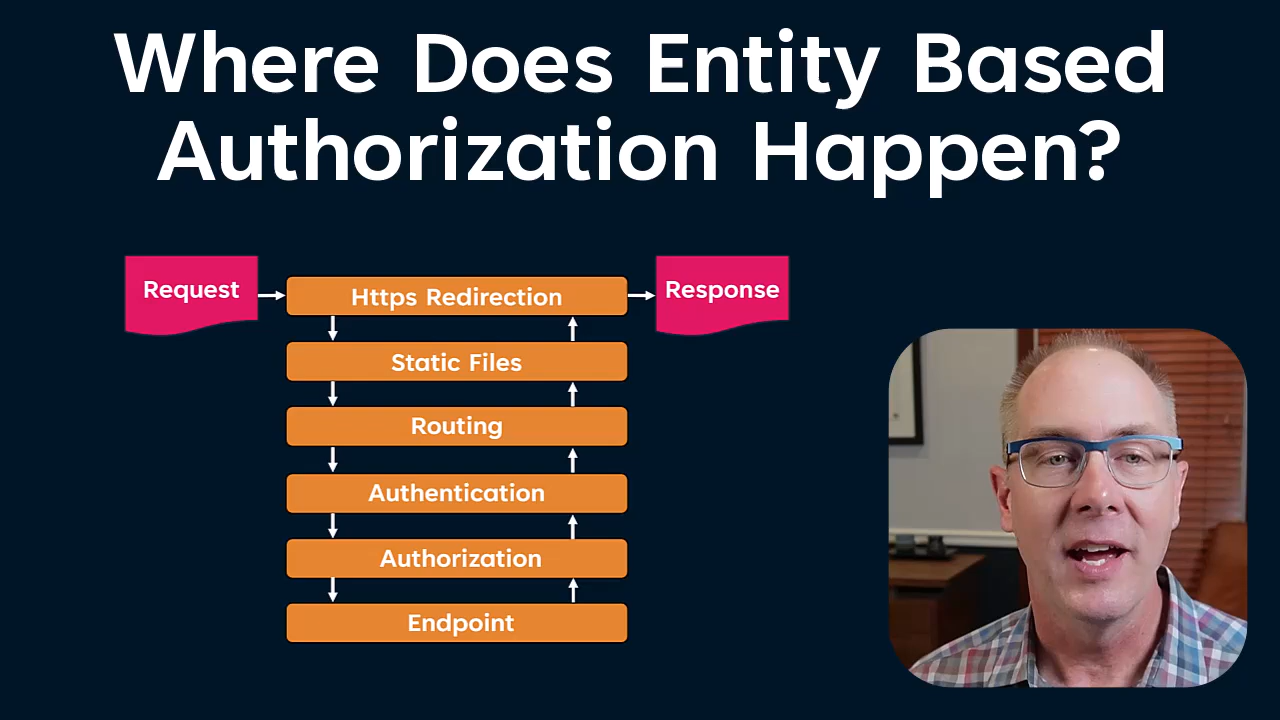 Where Does Entity Based
Authorization Happen?
Request
Https Redirection
Response
Static Files
Routing
Authentication
Authorization
Endpoint